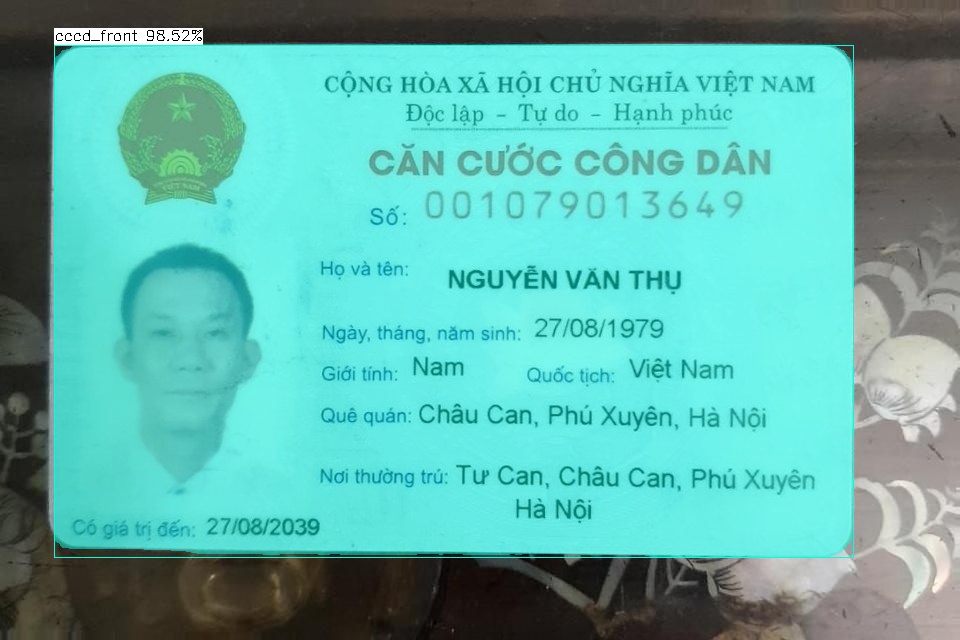 cccd_front 98.52%
CỘNG HÒA XÃ HỘI CHỦ NGHĨA VIỆT NAM
Độc lập - Tự do - Hạnh phúc
CĂN CƯỚC CÔNG DÂN
Số: 001079013649
Họ và tên: NGUYỄN VĂN THỤ
Ngày, tháng, năm sinh: 27/08/1979
Giới tính: Nam Quốc tịch: Việt Nam
Quê quán: Châu Can, Phú Xuyên, Hà Nội
Nơi thường trú: Tư Can, Châu Can, Phú Xuyên
Hà Nội
Có giá trị đến: 27/08/2039
VIỆT NAM